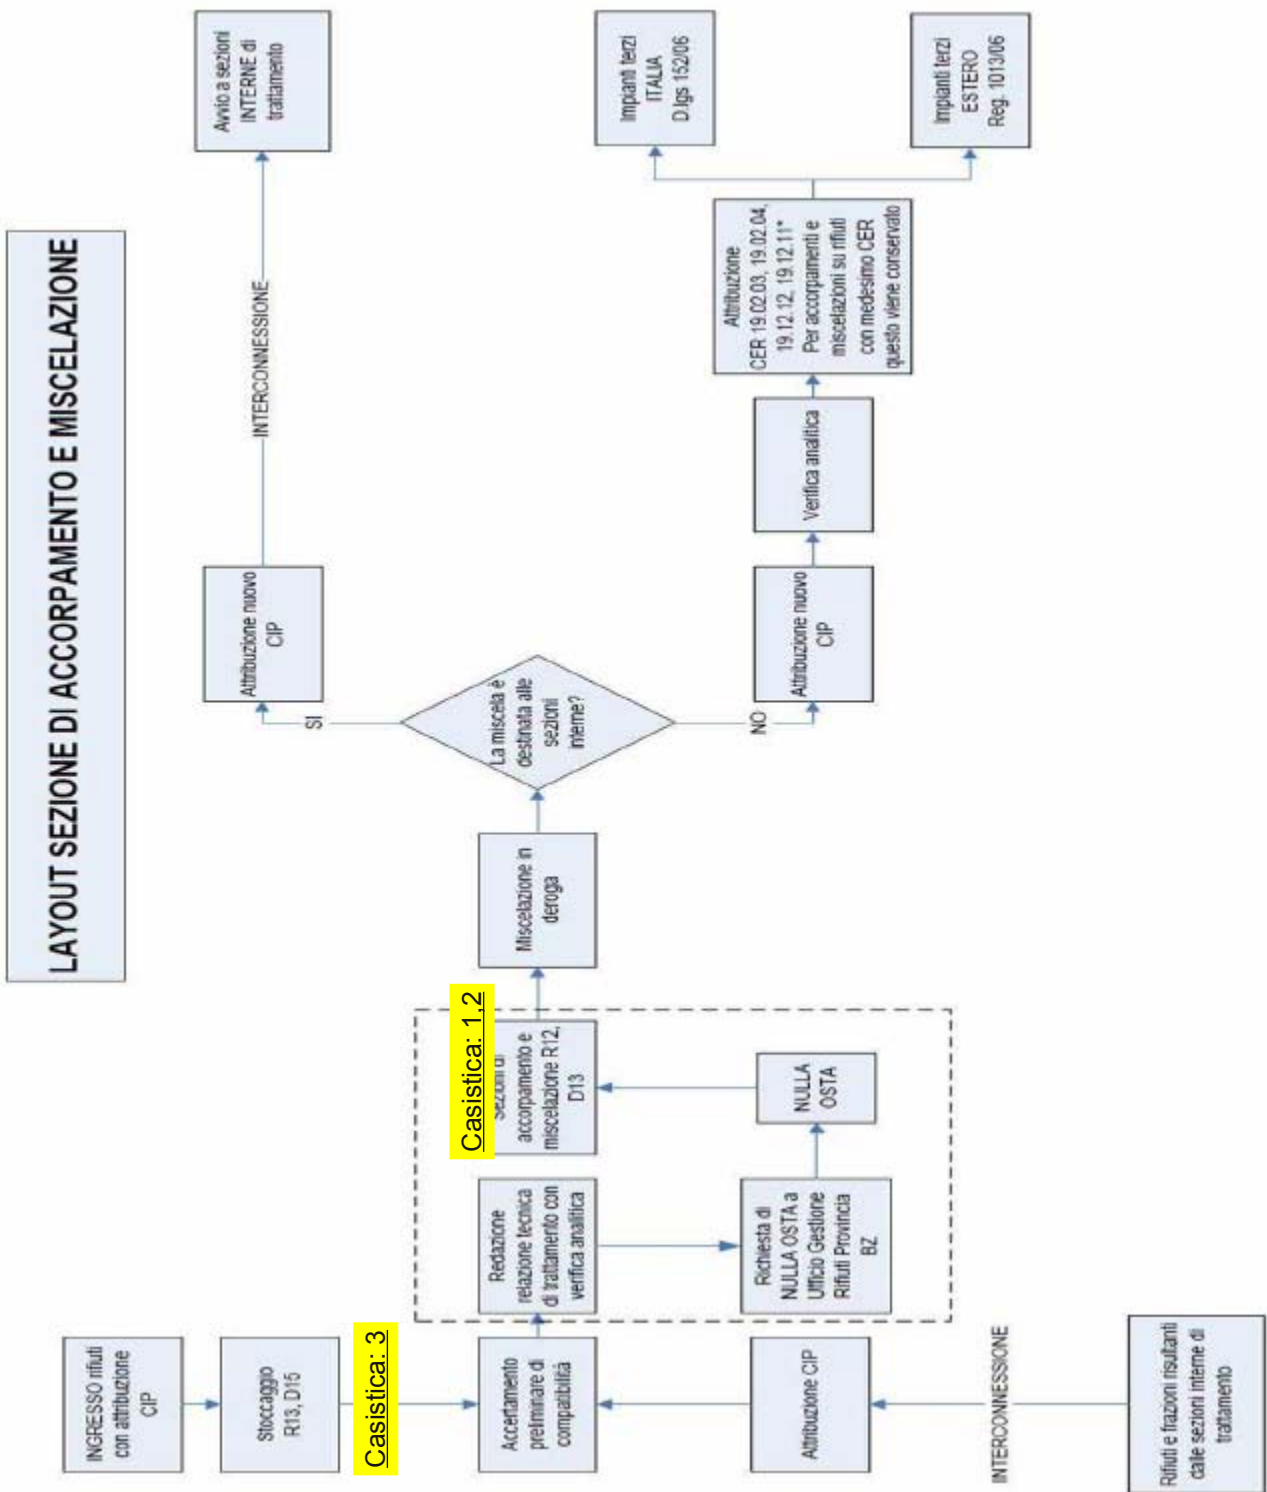 LAYOUT SEZIONE DI ACCORPAMENTO E MISCELAZIONE
INGRESSO rifiuti
con attribuzione
CIP
Stoccaggio
R13, D15
Casistica: 3
Accertamento
preliminare di
compatibilità
Attribuzione CIP
INTERCONNESSIONE
Rifiuti e frazioni risultanti
dalle sezioni interne di
trattamento
Redazione
relazione tecnica
di trattamento con
verifica analitica
Richiesta di
NULLA OSTA a
Ufficio Gestione
Rifiuti Provincia
BZ
NULLA
OSTA
Casistica: 1,2
Sezioni di
accorpamento e
miscelazione R12,
D13
Miscelazione in
deroga
La miscela è
destinata alle
sezioni
interne?
SI
Attribuzione nuovo
CIP
INTERCONNESSIONE
Avvio a sezioni
INTERNE di
trattamento
NO
Attribuzione nuovo
CIP
Verifica analitica
Attribuzione
CER 19.02.03, 19.02.04,
19.12.12, 19.12.11*
Per accorpamenti e
miscelazioni su rifiuti
con medesimo CER
questo viene conservato
Impianti terzi
ITALIA
D.lgs 152/06
Impianti terzi
ESTERO
Reg. 1013/06